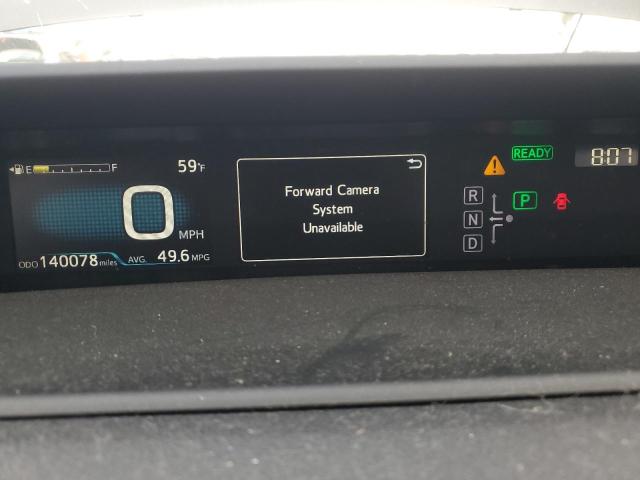 E F 59°F
0 MPH
ODO 140078 miles AVG. 49.6 MPG
Forward Camera
System
Unavailable
READY
8:07
R
N
D
P